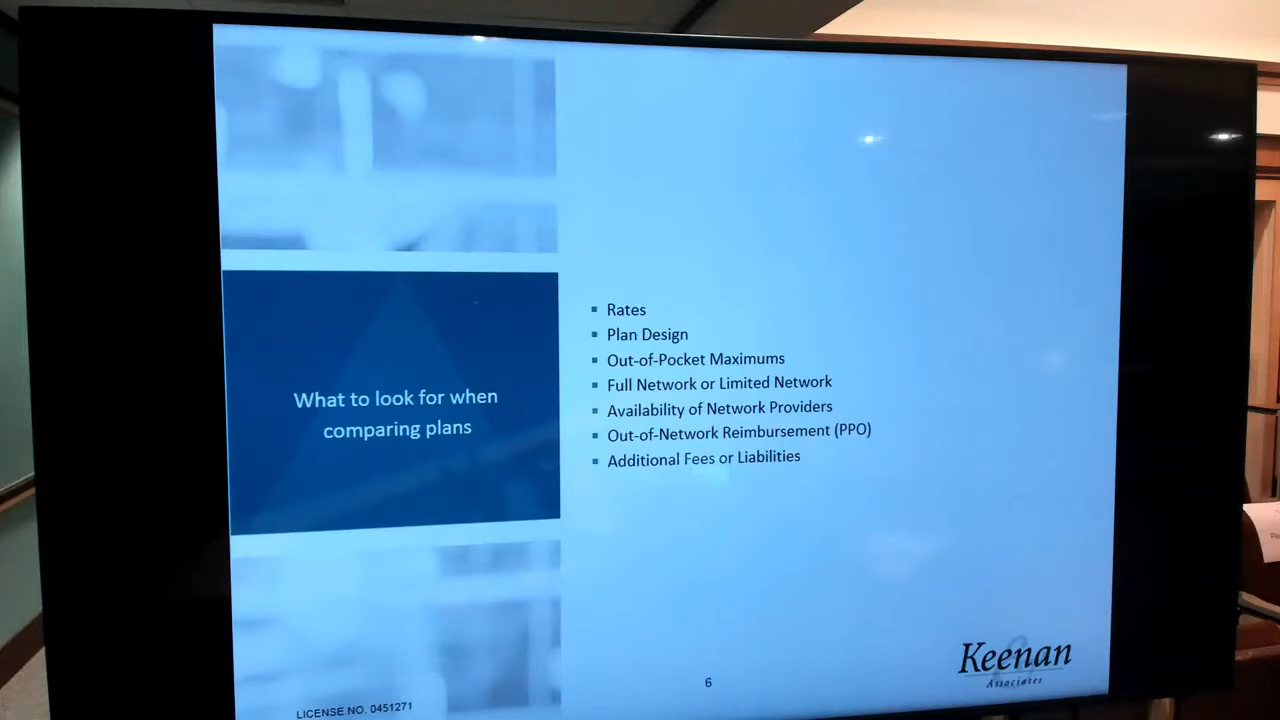 What to look for when
comparing plans
Rates
Plan Design
Out-of-Pocket Maximums
Full Network or Limited Network
Availability of Network Providers
Out-of-Network Reimbursement (PPO)
Additional Fees or Liabilities
Keenan
&
Associates
6
LICENSE NO. 0451271